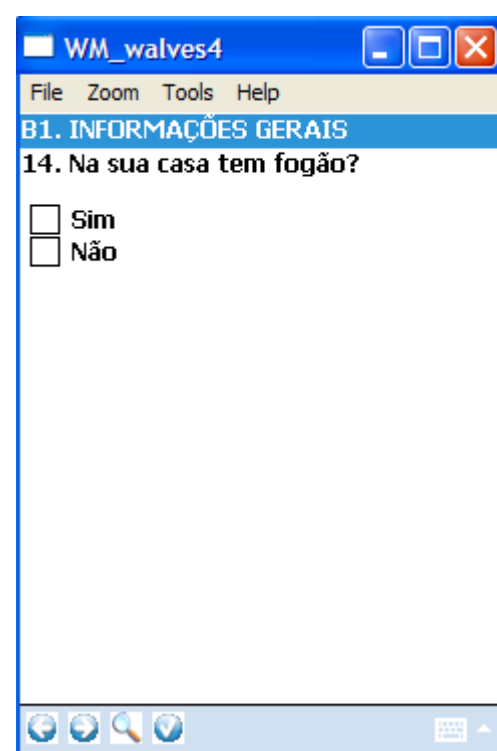 WM_walves4
File Zoom Tools Help
B1. INFORMAÇÕES GERAIS
14. Na sua casa tem fogão?
Sim
Não